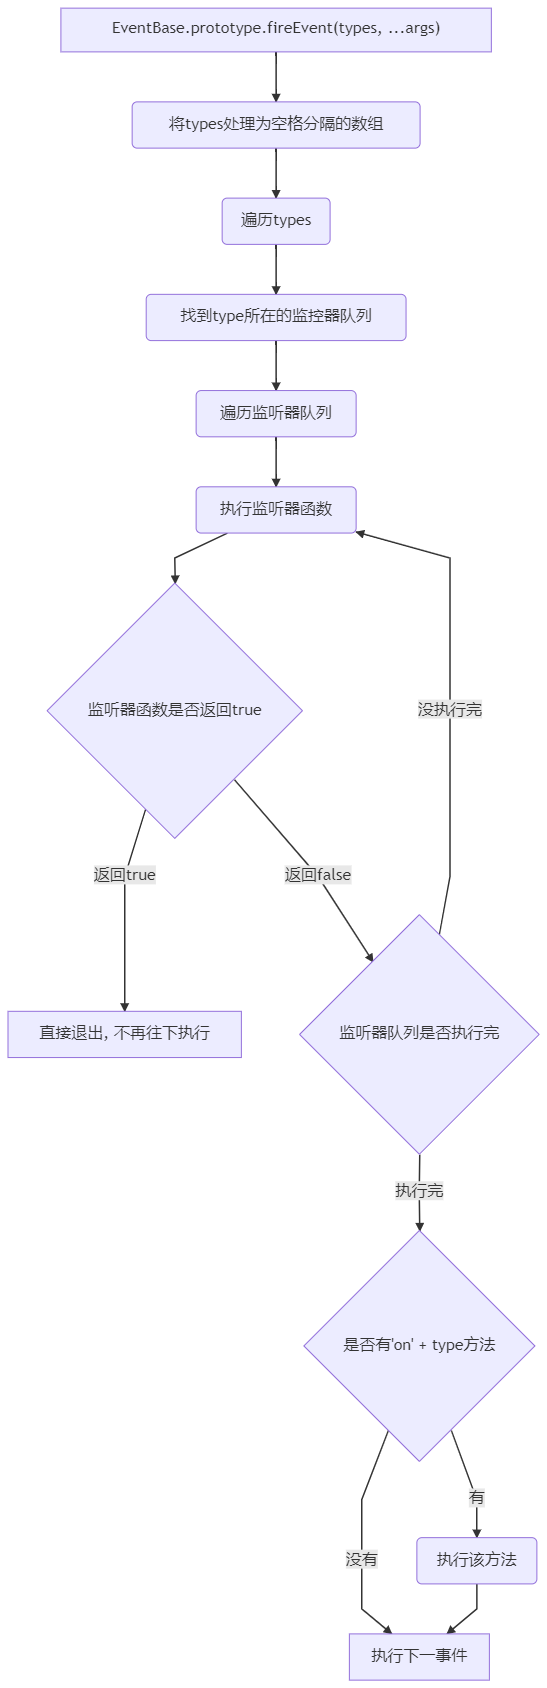 EventBase.prototype.fireEvent(types, ...args)
将types处理为空格分隔的数组
遍历types
找到type所在的监控器队列
遍历监听器队列
执行监听器函数
监听器函数是否返回true
没执行完
返回true
返回false
直接退出, 不再往下执行
监听器队列是否执行完
执行完
是否有'on' + type方法
有
没有
执行该方法
执行下一事件